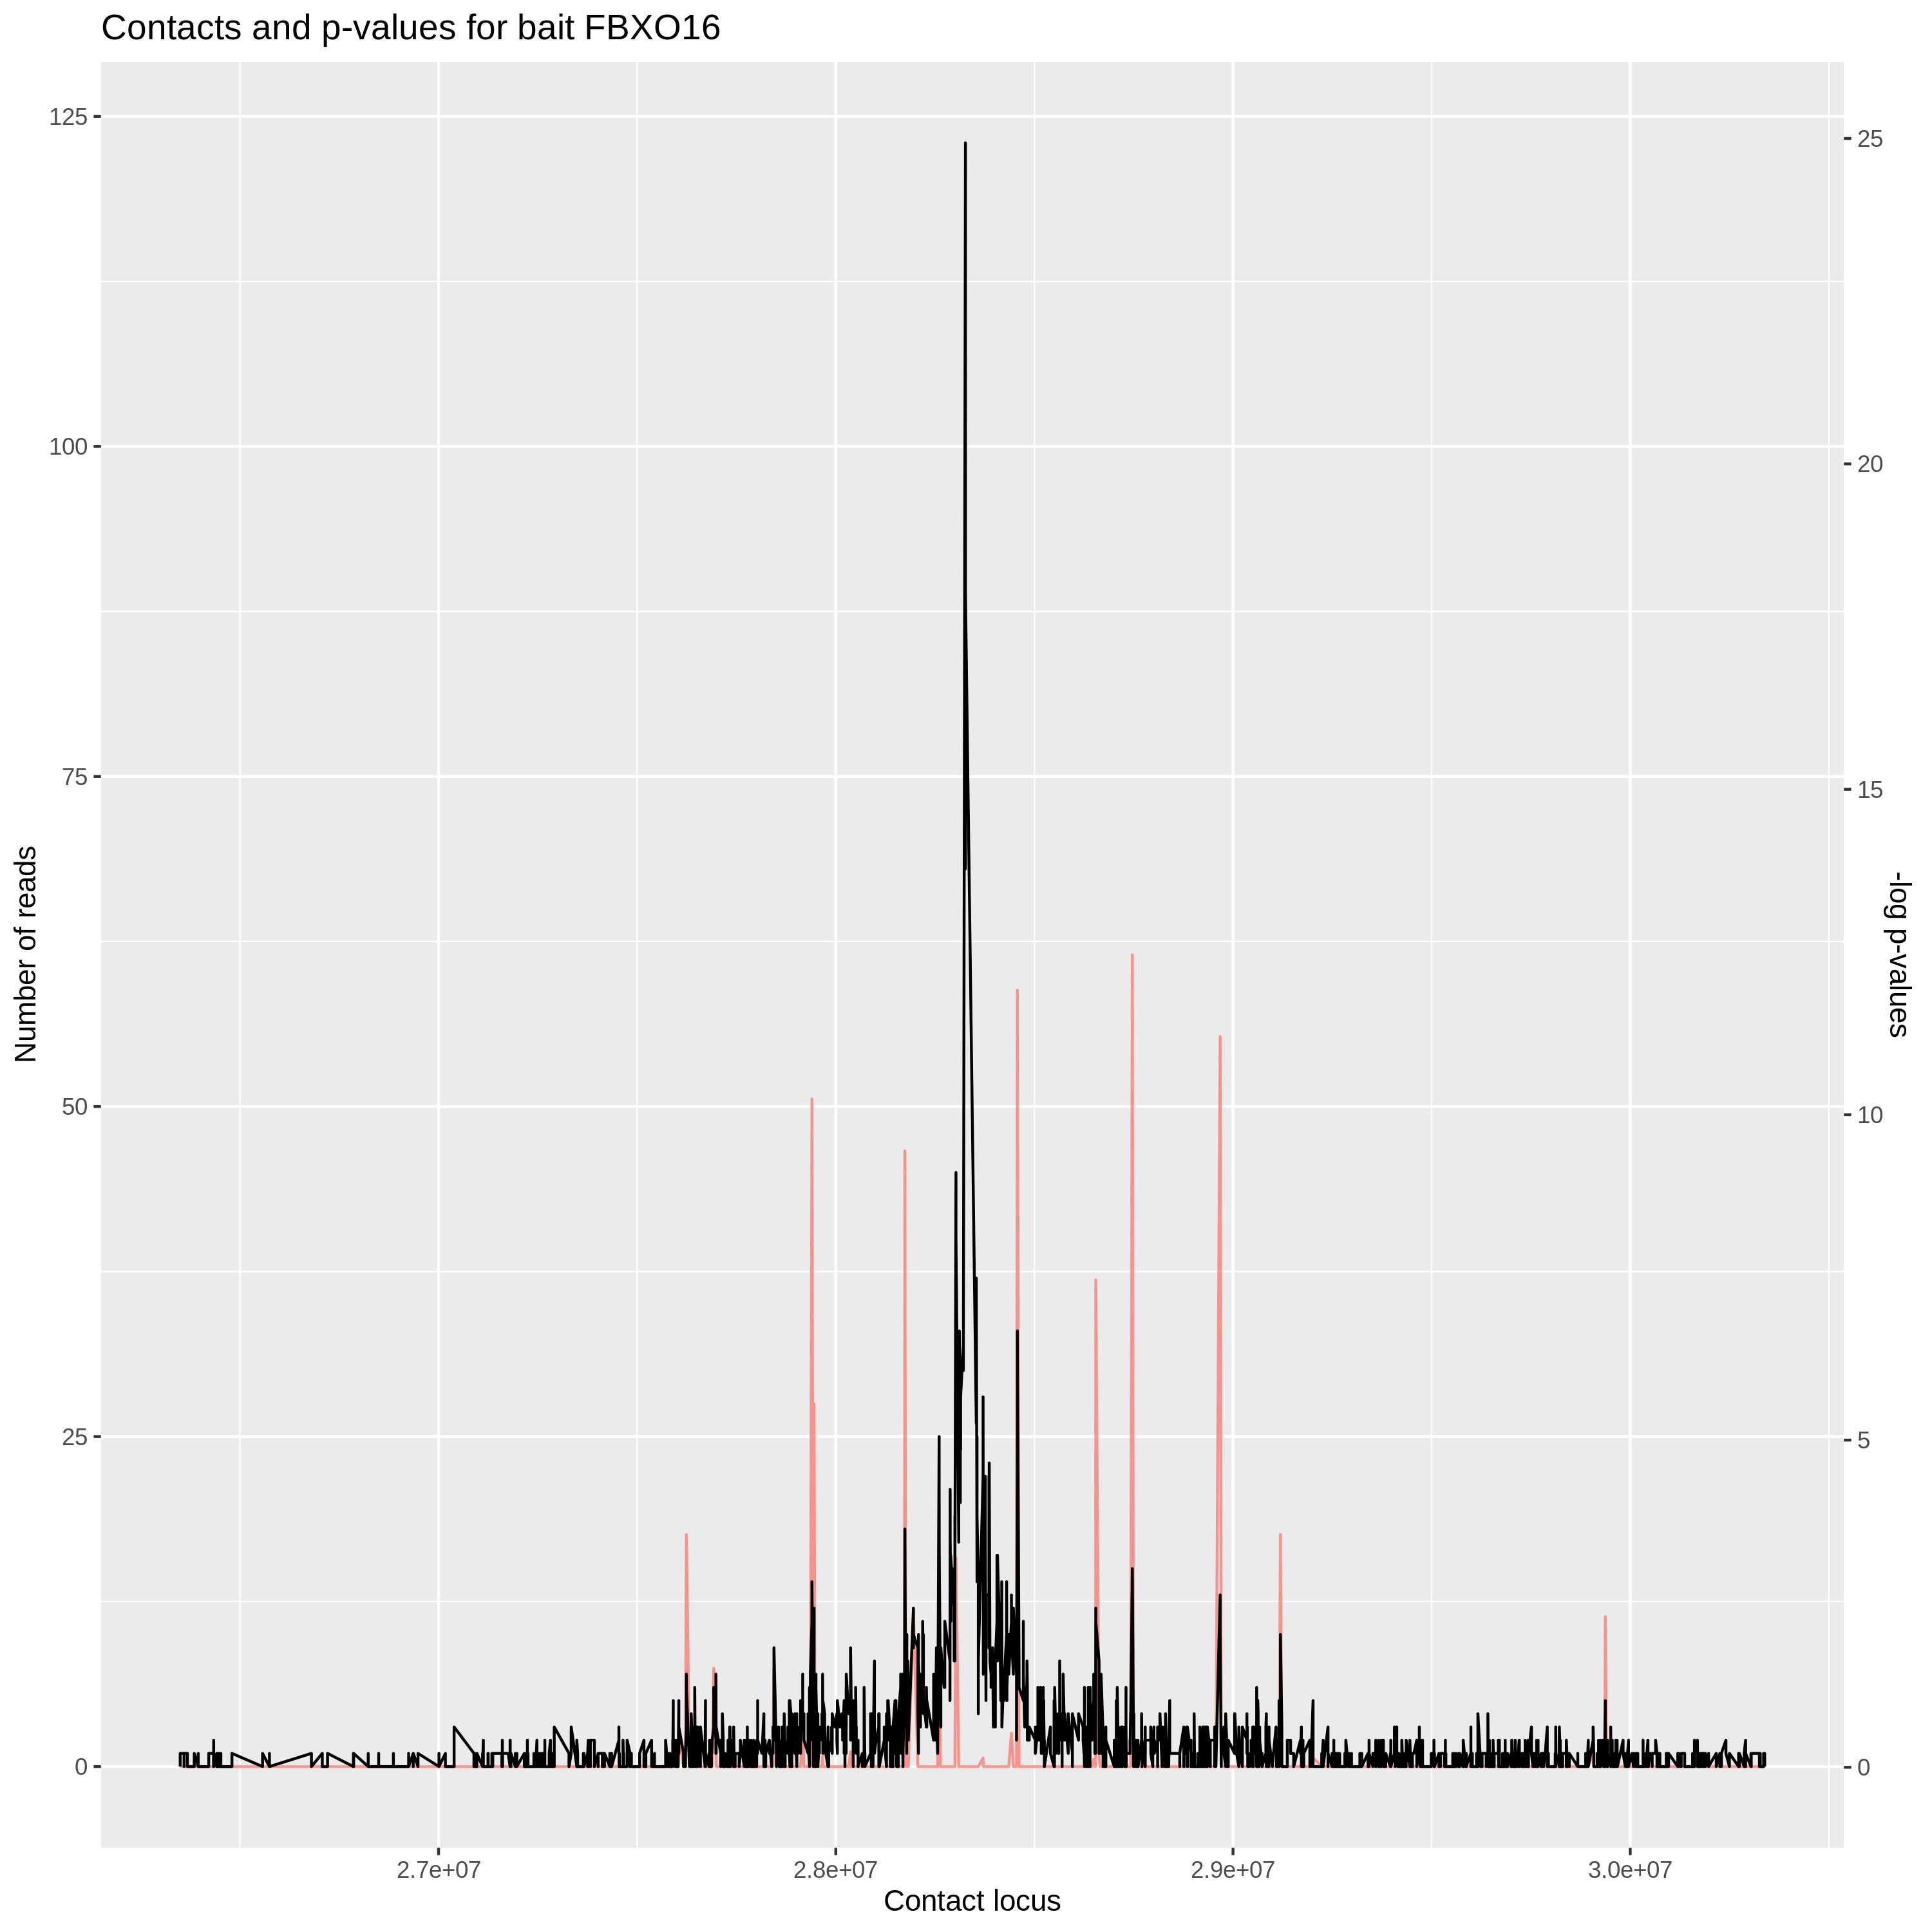 Contacts and p-values for bait FBXO16
125
100
75
50
25
0
Number of reads
25
20
15
10
5
0
-log p-values
2.7e+07
2.8e+07
2.9e+07
3.0e+07
Contact locus